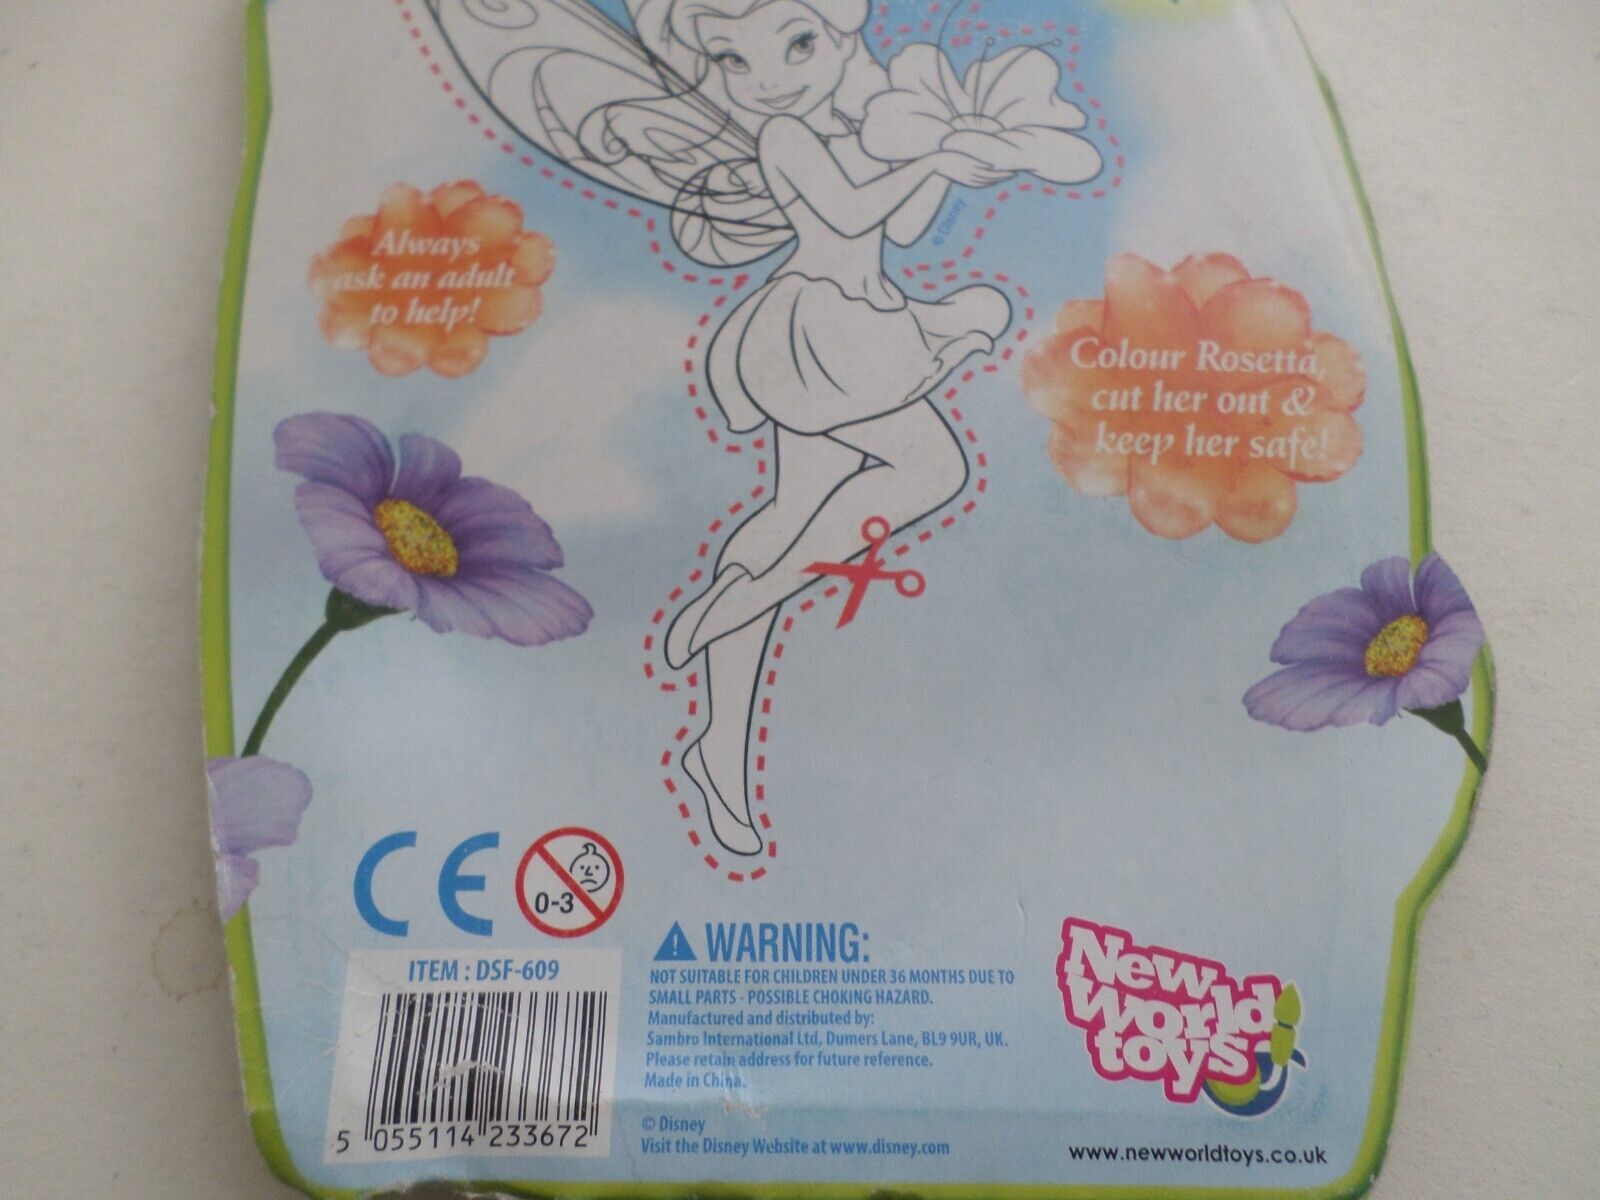 © Disney
Always
ask an adult
to help!
Colour Rosetta,
cut her out &
keep her safe!
CE
0-3
ITEM : DSF-609
5 055114 233672
WARNING:
NOT SUITABLE FOR CHILDREN UNDER 36 MONTHS DUE TO
SMALL PARTS - POSSIBLE CHOKING HAZARD.
Manufactured and distributed by:
Sambro International Ltd, Dumers Lane, BL9 9UR, UK.
Please retain address for future reference.
Made in China.
© Disney
Visit the Disney Website at www.disney.com
New
World
toys
www.newworldtoys.co.uk